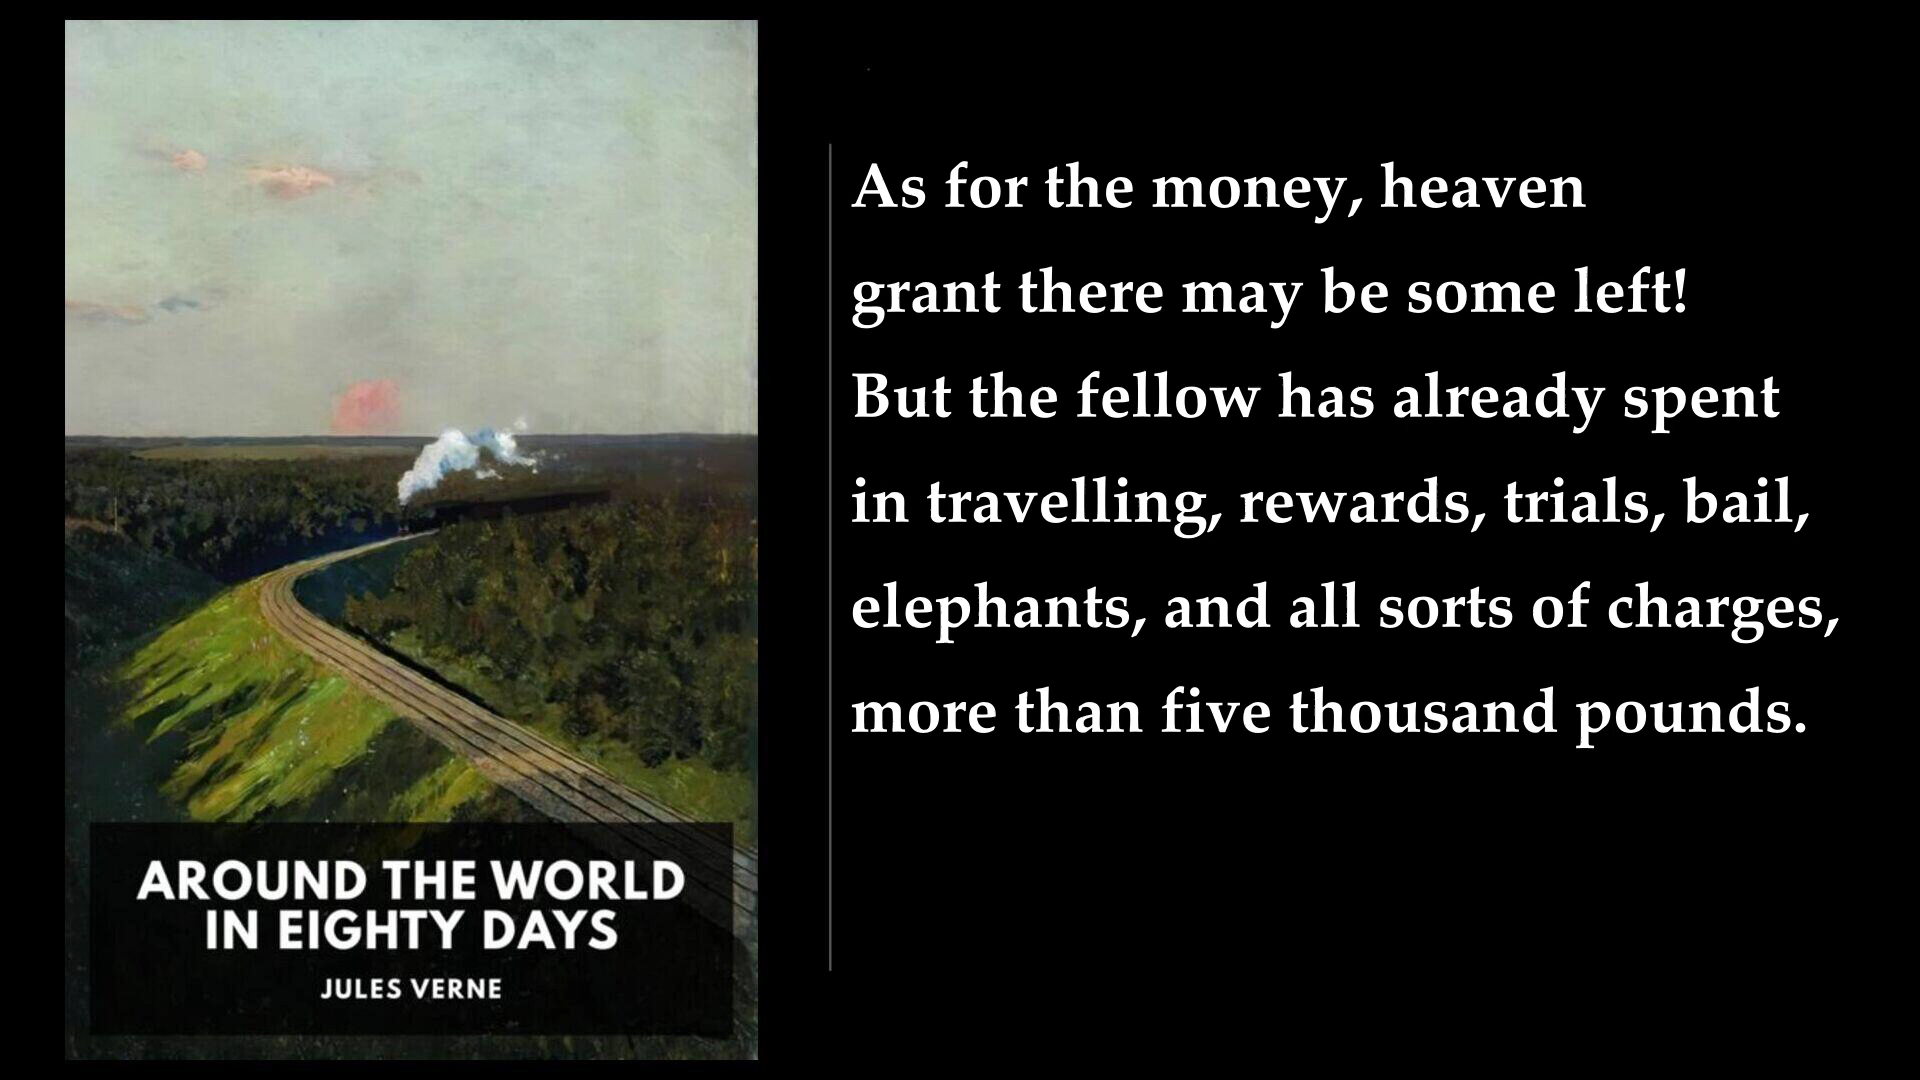 As for the money, heaven
grant there may be some left!
But the fellow has already spent
in travelling, rewards, trials, bail,
elephants, and all sorts of charges,
more than five thousand pounds.
AROUND THE WORLD
IN EIGHTY DAYS
JULES VERNE